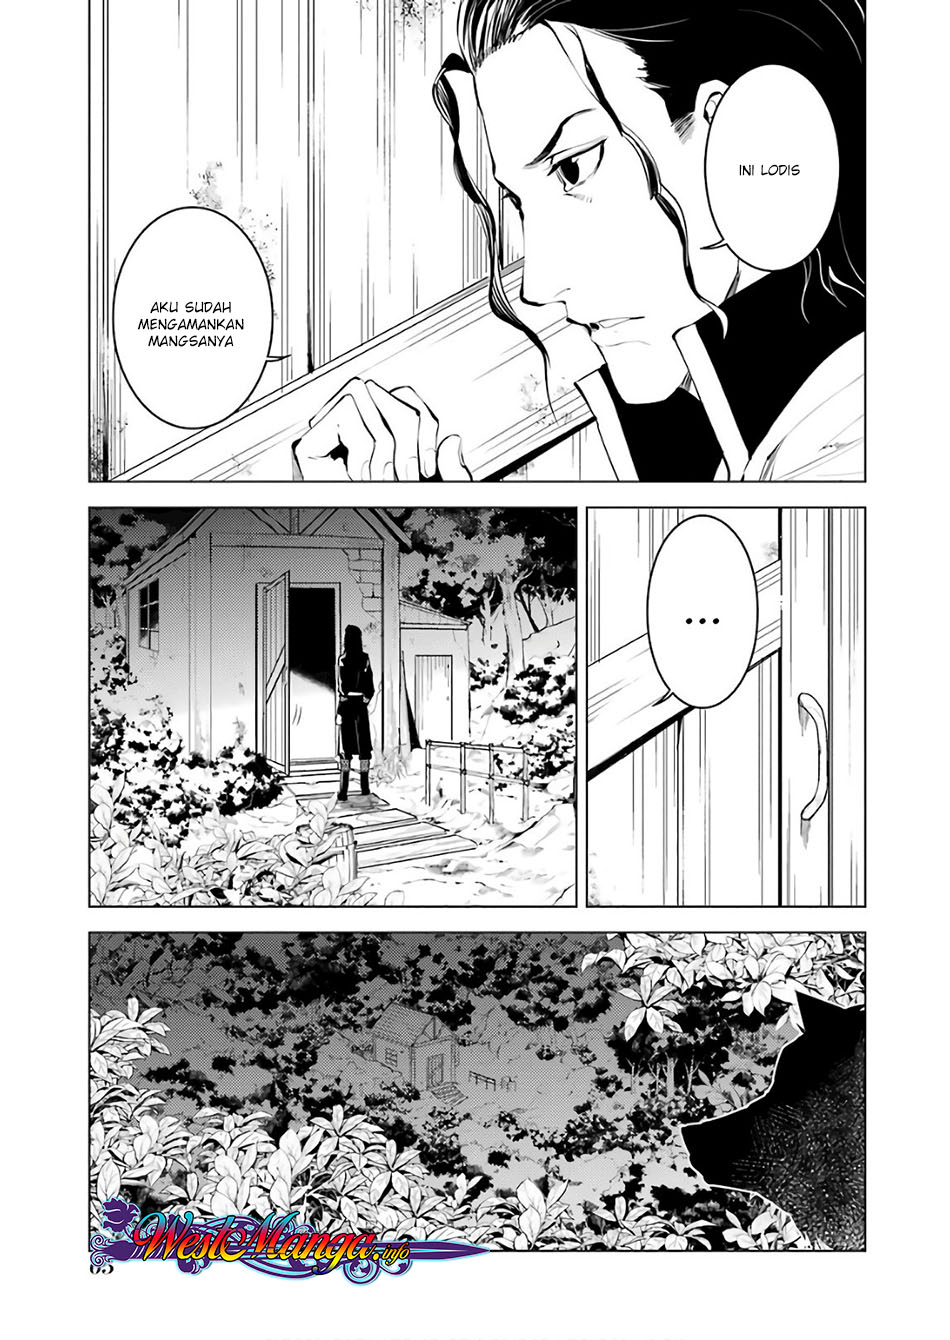 INI LODIS
AKU SUDAH
MENGAMANKAN
MANGSANYA
...
WestManga.info